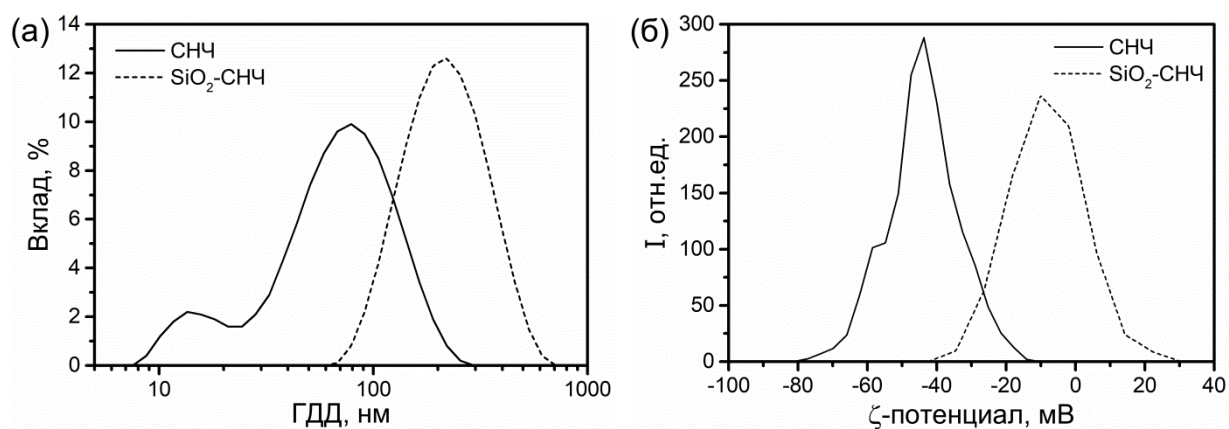 (а)
Вклад, %
14
12
10
8
6
4
2
0
СНЧ
SiO₂-СНЧ
10
100
1000
ГДД, нм
(б)
I, отн.ед.
300
250
200
150
100
50
0
СНЧ
SiO₂-СНЧ
-100
-80
-60
-40
-20
0
20
40
ζ-потенциал, мВ